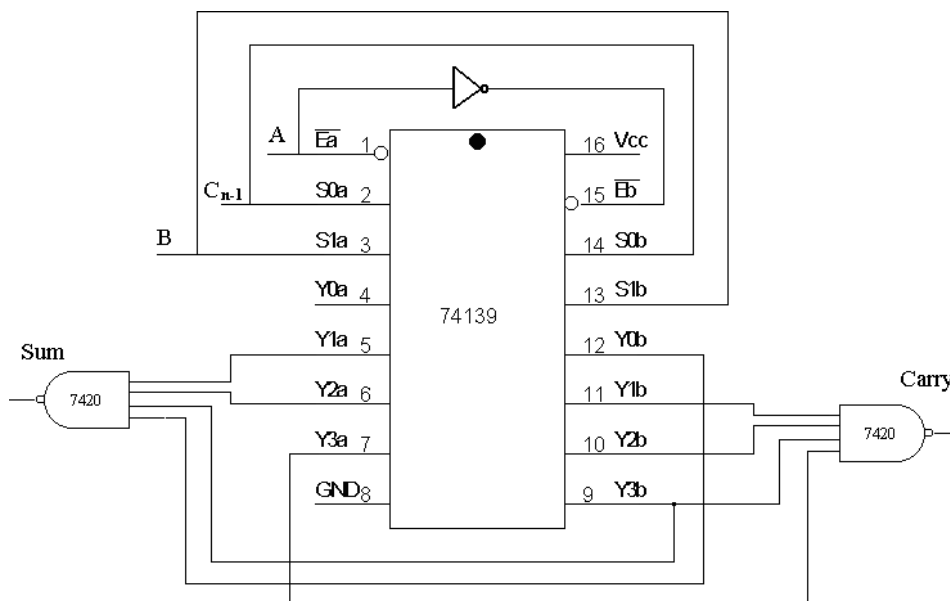 A
Ea 1
16 Vcc
Cn-1
S0a 2
15 Eb
B
S1a 3
14 S0b
Y0a 4
13 S1b
74139
Y1a 5
12 Y0b
Sum
7420
Y2a 6
11 Y1b
Carry
7420
Y3a 7
10 Y2b
GND 8
9 Y3b